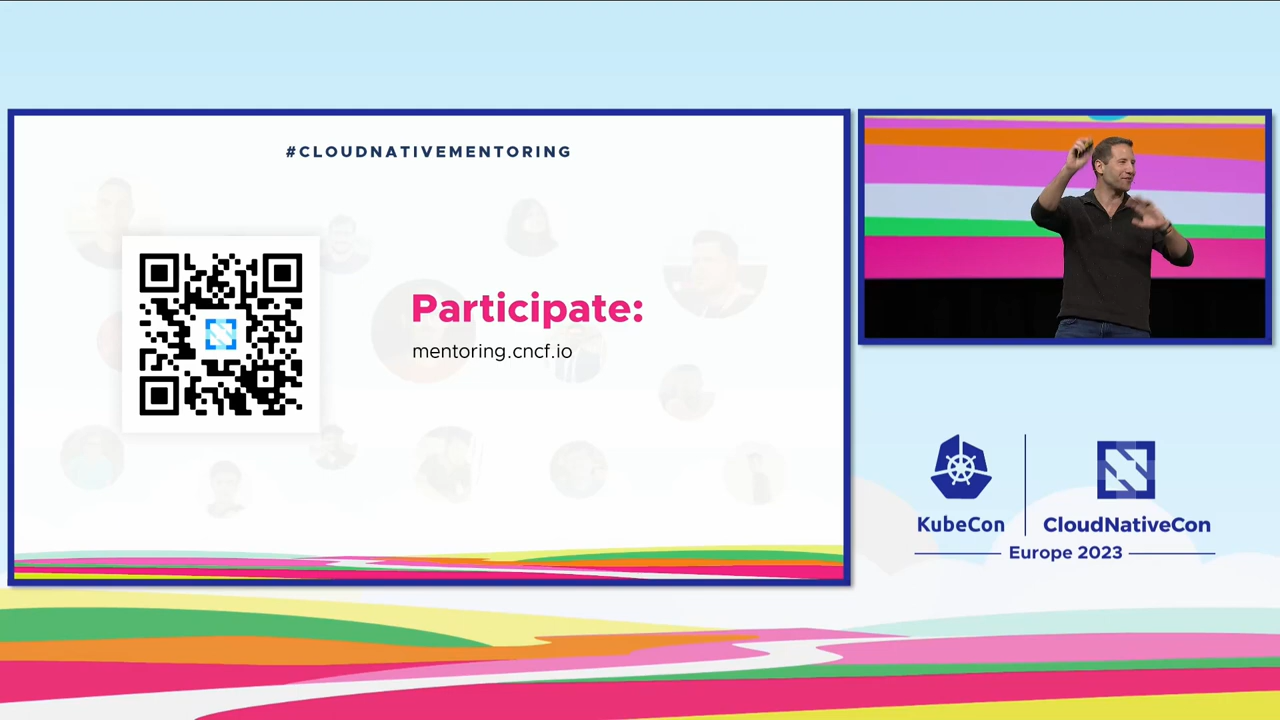 #CLOUDNATIVEMENTORING
Participate:
mentoring.cncf.io
KubeCon
CloudNativeCon
Europe 2023